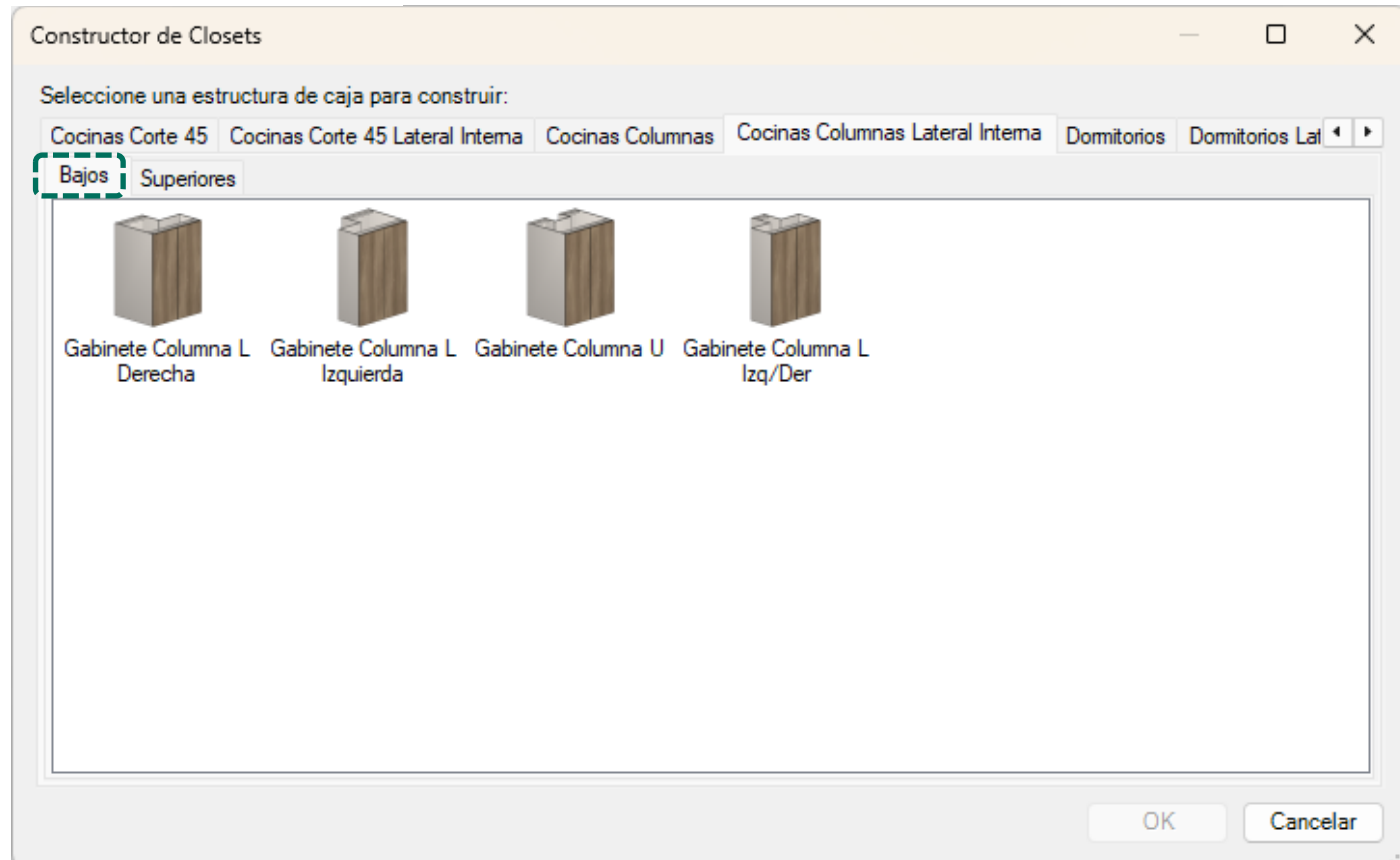 Constructor de Closets
Seleccione una estructura de caja para construir:
Cocinas Corte 45 Cocinas Corte 45 Lateral Interna Cocinas Columnas Cocinas Columnas Lateral Interna Dormitorios Dormitorios Lat
Bajos Superiores
Gabinete Columna L Gabinete Columna L Gabinete Columna U Gabinete Columna L
Derecha Izquierda Izq/Der
OK Cancelar